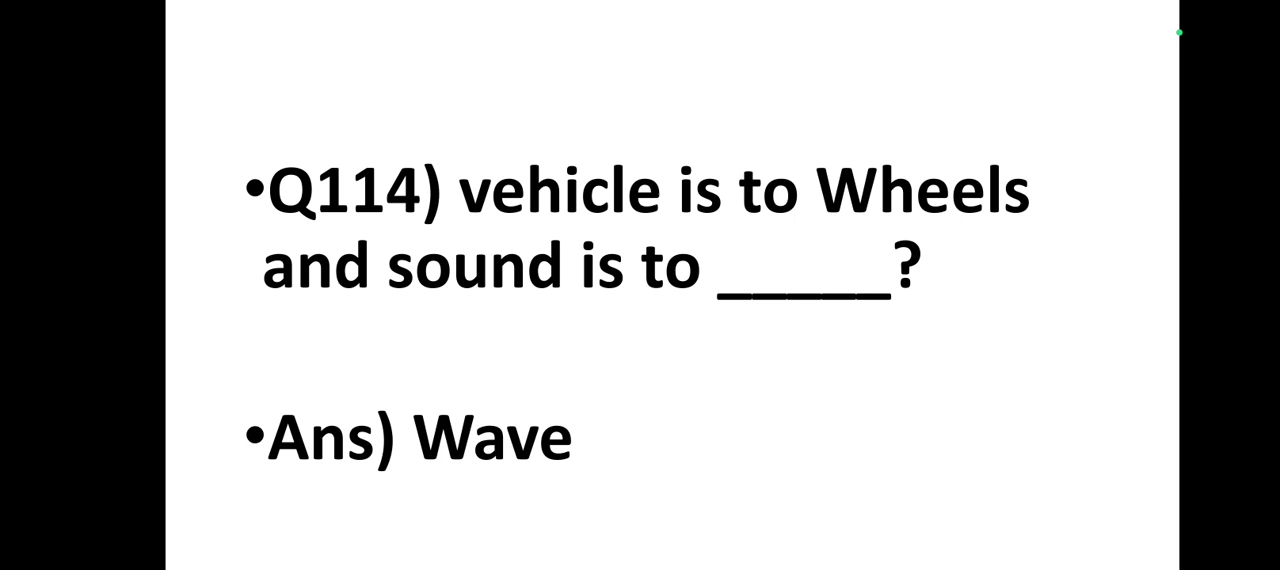 •Q114) vehicle is to Wheels
and sound is to _____?
•Ans) Wave